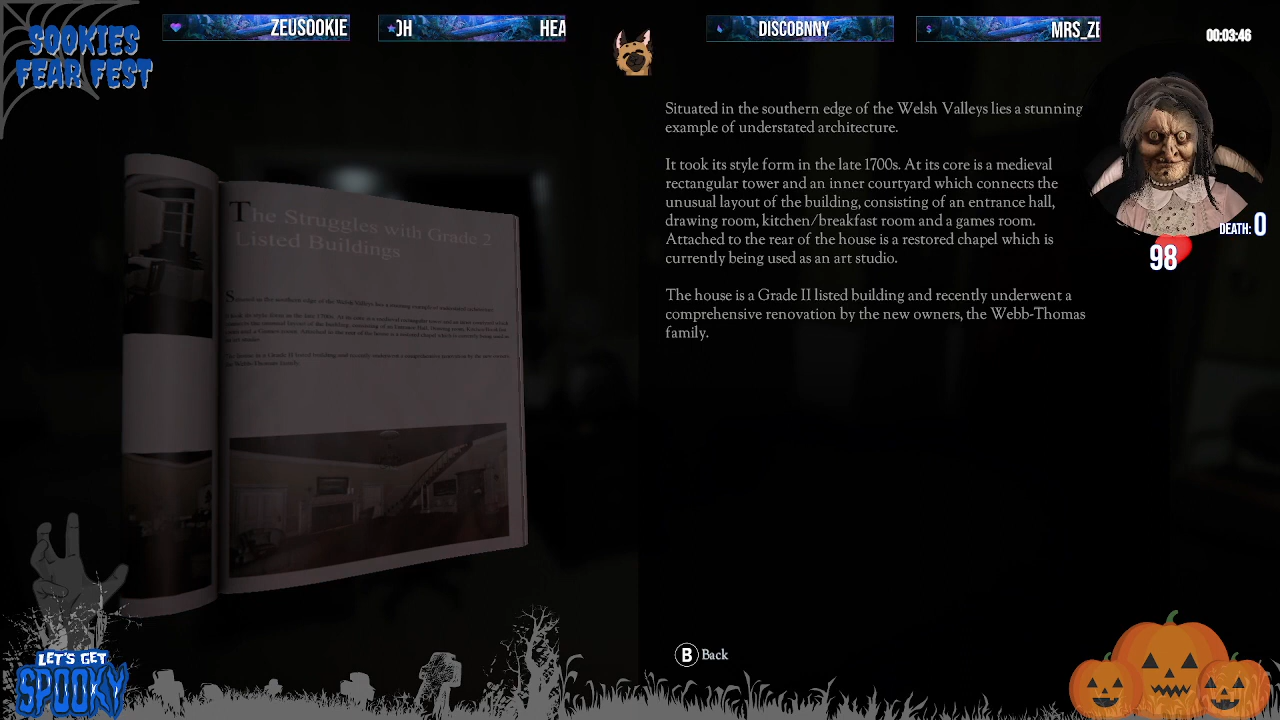 SOOKIES
FEAR FEST
ZEUSOOKIE
OH
HEA
DISCOBNNY
MRS_ZE
00:03:46
Situated in the southern edge of the Welsh Valleys lies a stunning
example of understated architecture.
It took its style form in the late 1700s. At its core is a medieval
rectangular tower and an inner courtyard which connects the
unusual layout of the building, consisting of an entrance hall,
drawing room, kitchen/breakfast room and a games room.
Attached to the rear of the house is a restored chapel which is
currently being used as an art studio.
The house is a Grade II listed building and recently underwent a
comprehensive renovation by the new owners, the Webb-Thomas
family.
DEATH: 0
98
The Struggles with Grade 2
Listed Buildings
B Back
LET'S GET
SPOOKY